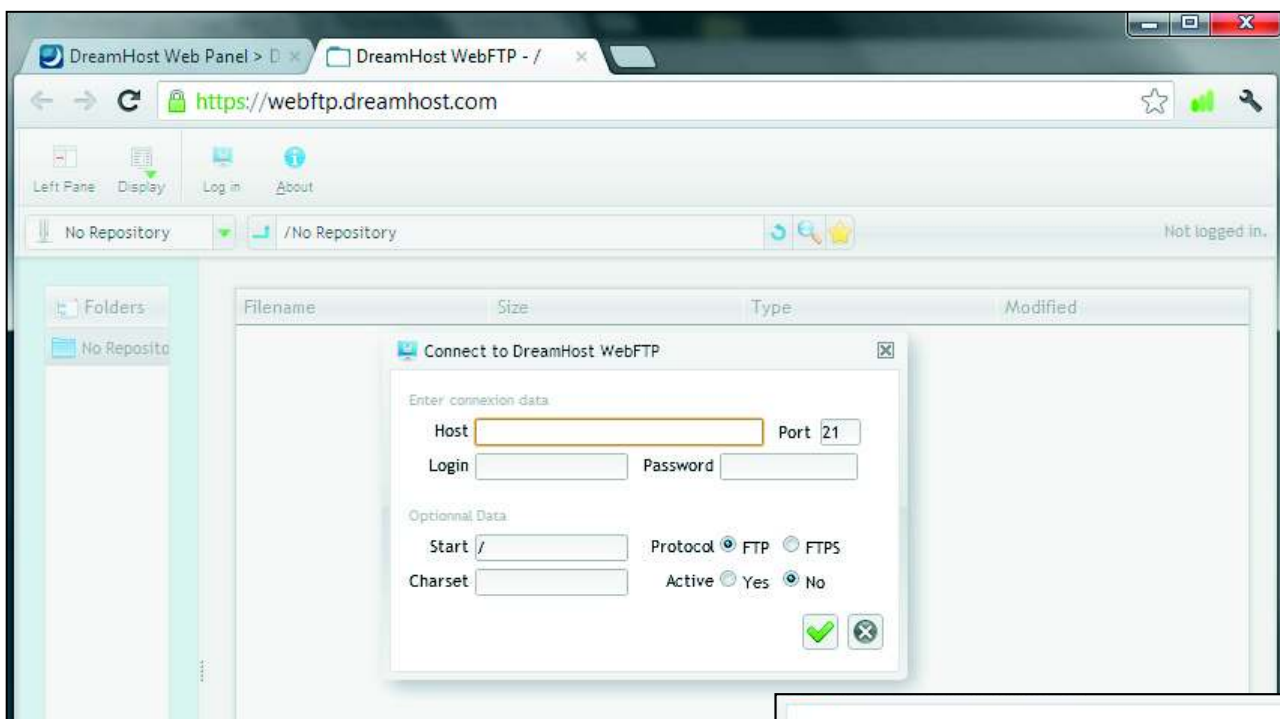 DreamHost Web Panel > D
DreamHost WebFTP - /
https://webftp.dreamhost.com
Left Pane Display Log in About
No Repository /No Repository Not logged in.
Folders Filename Size Type Modified
No Reposito
Connect to DreamHost WebFTP
Enter connexion data
Host Port 21
Login Password
Optionnal Data
Start / Protocol FTP FTPS
Charset Active Yes No